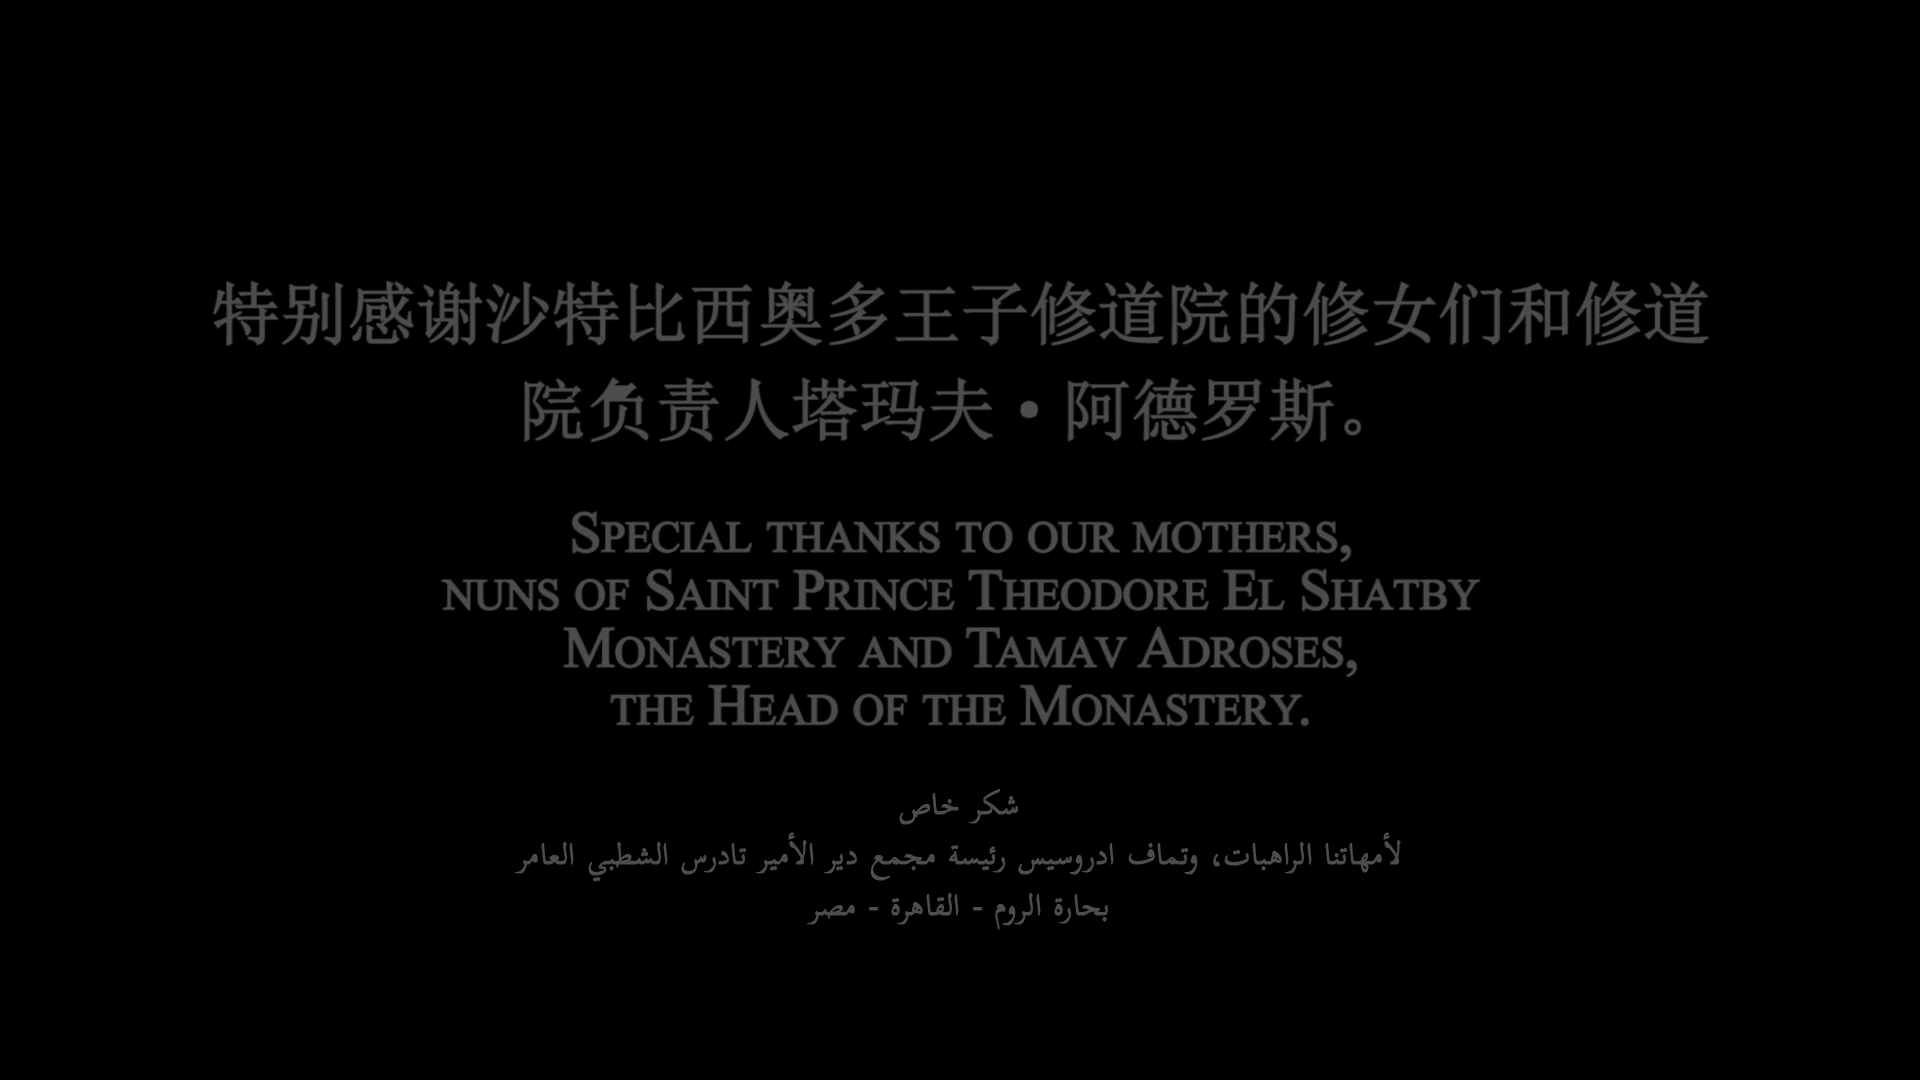 特别感谢沙特比西奥多王子修道院的修女们和修道
院负责人塔玛夫·阿德罗斯。
Special thanks to our mothers,
nuns of Saint Prince Theodore El Shatby
Monastery and Tamav Adroses,
the Head of the Monastery.
شكر خاص
لأمهاتنا الراهبات، وتماف ادروسيس رئيسة مجمع دير الأمير تادرس الشطبي العامر
بحارة الروم - القاهرة - مصر